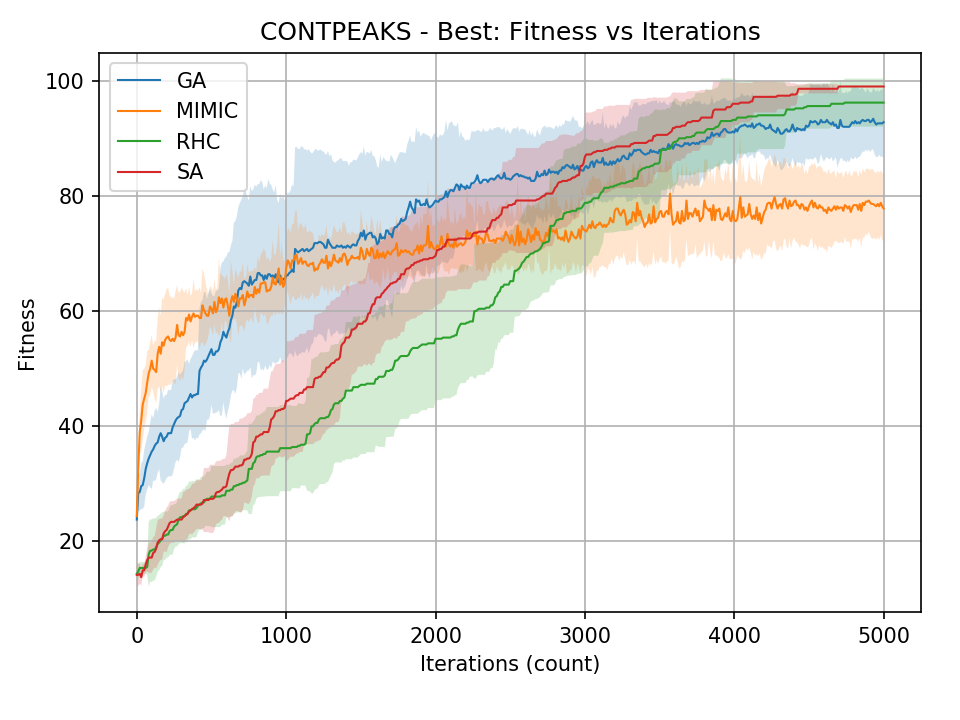 CONTPEAKS - Best: Fitness vs Iterations
GA
MIMIC
RHC
SA
Fitness
100
80
60
40
20
0
1000
2000
3000
4000
5000
Iterations (count)